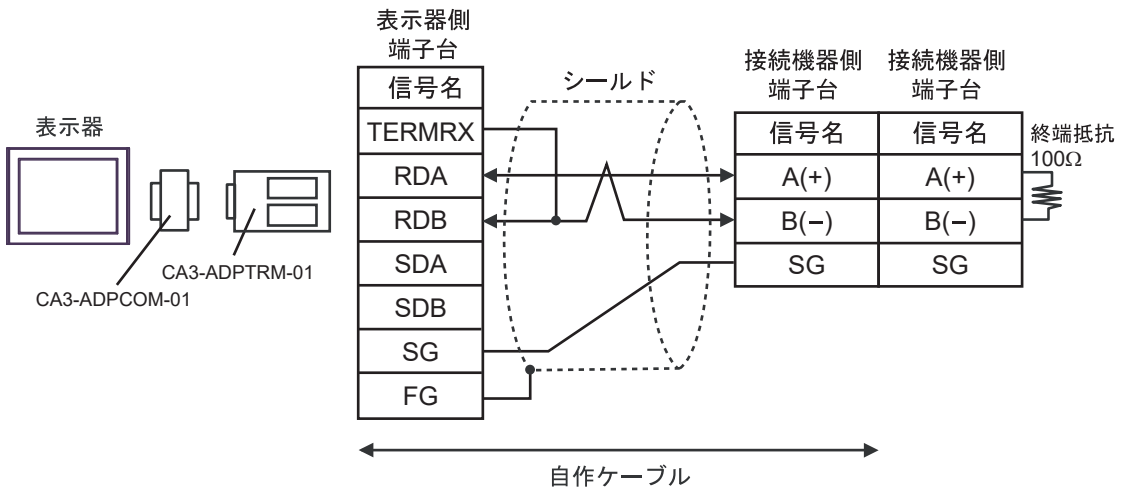 表示器
CA3-ADPCOM-01
CA3-ADPTRM-01
表示器側
端子台
信号名
TERMRX
RDA
RDB
SDA
SDB
SG
FG
シールド
接続機器側
端子台
信号名
A(+)
B(−)
SG
接続機器側
端子台
信号名
A(+)
B(−)
SG
終端抵抗
100Ω
自作ケーブル